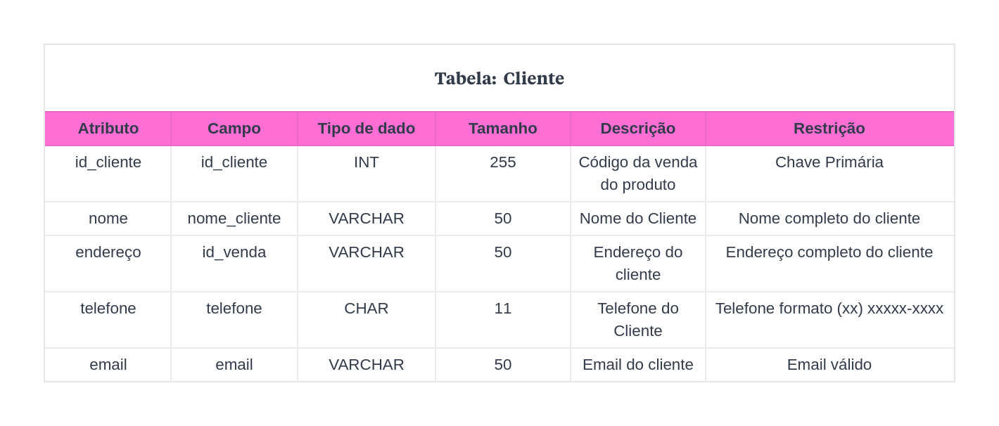 Tabela: Cliente
Atributo Campo Tipo de dado Tamanho Descrição Restrição
id_cliente id_cliente INT 255 Código da venda Chave Primária
do produto
nome nome_cliente VARCHAR 50 Nome do Cliente Nome completo do cliente
endereço id_venda VARCHAR 50 Endereço do Endereço completo do cliente
cliente
telefone telefone CHAR 11 Telefone do Telefone formato (xx) xxxxx-xxxx
Cliente
email email VARCHAR 50 Email do cliente Email válido